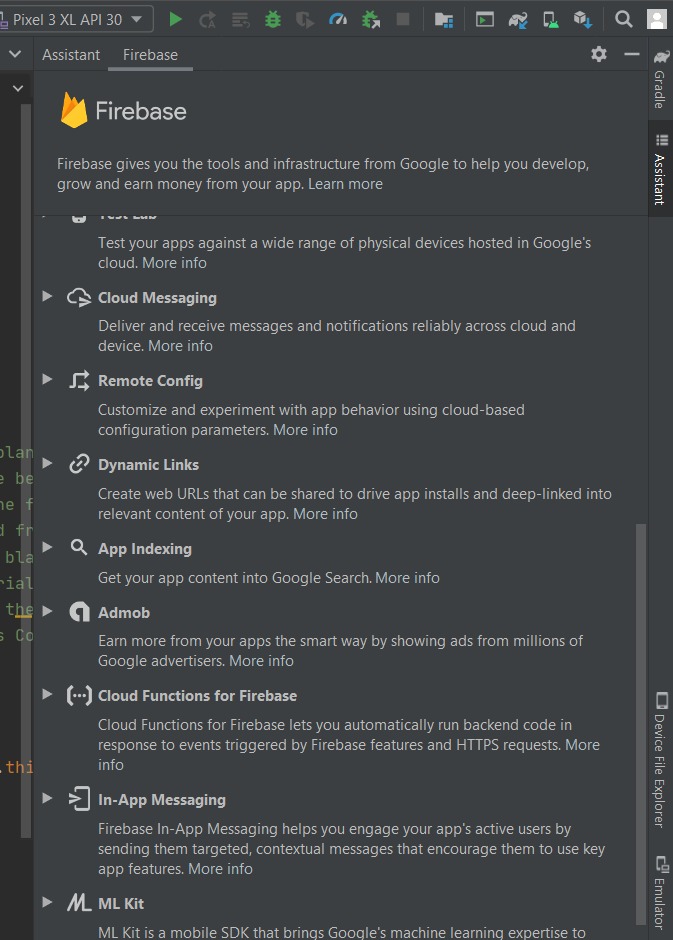 Pixel 3 XL API 30
Assistant
Firebase
Firebase
Firebase gives you the tools and infrastructure from Google to help you develop,
grow and earn money from your app. Learn more
Test Lab
Test your apps against a wide range of physical devices hosted in Google's
cloud. More info
Cloud Messaging
Deliver and receive messages and notifications reliably across cloud and
device. More info
Remote Config
Customize and experiment with app behavior using cloud-based
configuration parameters. More info
Dynamic Links
Create web URLs that can be shared to drive app installs and deep-linked into
relevant content of your app. More info
App Indexing
Get your app content into Google Search. More info
Admob
Earn more from your apps the smart way by showing ads from millions of
Google advertisers. More info
Cloud Functions for Firebase
Cloud Functions for Firebase lets you automatically run backend code in
response to events triggered by Firebase features and HTTPS requests. More
info
In-App Messaging
Firebase In-App Messaging helps you engage your app's active users by
sending them targeted, contextual messages that encourage them to use key
app features. More info
ML Kit
ML Kit is a mobile SDK that brings Google's machine learning expertise to
Gradle
Assistant
Device File Explorer
Emulator